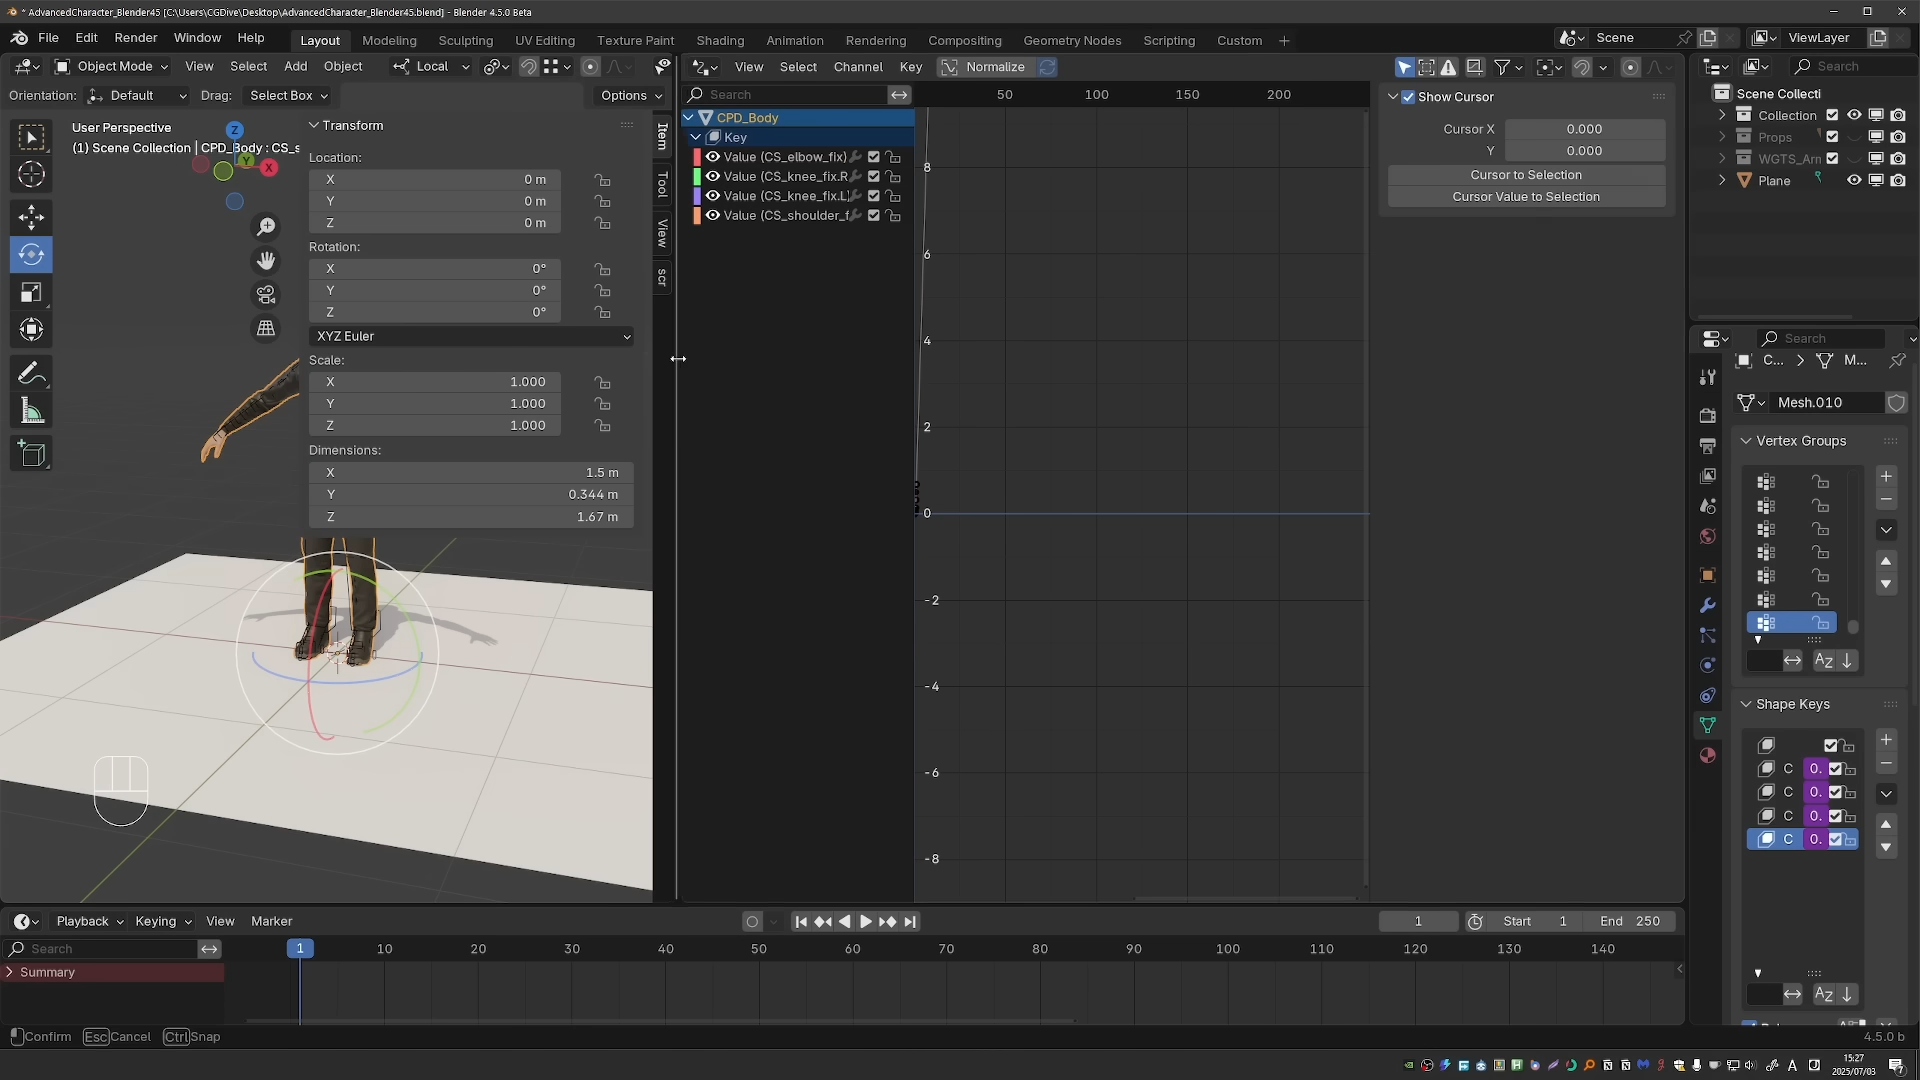 * AdvancedCharacter_Blender45 [C:\Users\CGDive\Desktop\AdvancedCharacter_Blender45.blend] - Blender 4.5.0 Beta
File Edit Render Window Help
Layout Modeling Sculpting UV Editing Texture Paint Shading Animation Rendering Compositing Geometry Nodes Scripting Custom
Scene
ViewLayer
Object Mode View Select Add Object Local
View Select Channel Key Normalize
Search
Orientation: Default Drag: Select Box Options
Search
50 100 150 200
Show Cursor
Cursor X 0.000
Y 0.000
Cursor to Selection
Cursor Value to Selection
Scene Collecti
Collection
Props
WGTS_Arm
Plane
User Perspective
(1) Scene Collection | CPD_Body : CS_s
Z
Y
X
Item
Tool
View
scr
Transform
Location:
X 0 m
Y 0 m
Z 0 m
Rotation:
X 0°
Y 0°
Z 0°
XYZ Euler
Scale:
X 1.000
Y 1.000
Z 1.000
Dimensions:
X 1.5 m
Y 0.344 m
Z 1.67 m
CPD_Body
Key
Value (CS_elbow_fix)
Value (CS_knee_fix.R
Value (CS_knee_fix.L)
Value (CS_shoulder_f
8
6
4
2
0
-2
-4
-6
-8
Search
C... M...
Mesh.010
Vertex Groups
Shape Keys
C 0.
C 0.
C 0.
C 0.
Playback Keying View Marker
1
Start 1
End 250
Search
1 10 20 30 40 50 60 70 80 90 100 110 120 130 140
Summary
Confirm Esc Cancel Ctrl Snap
4.5.0 b
15:27
2025/07/03